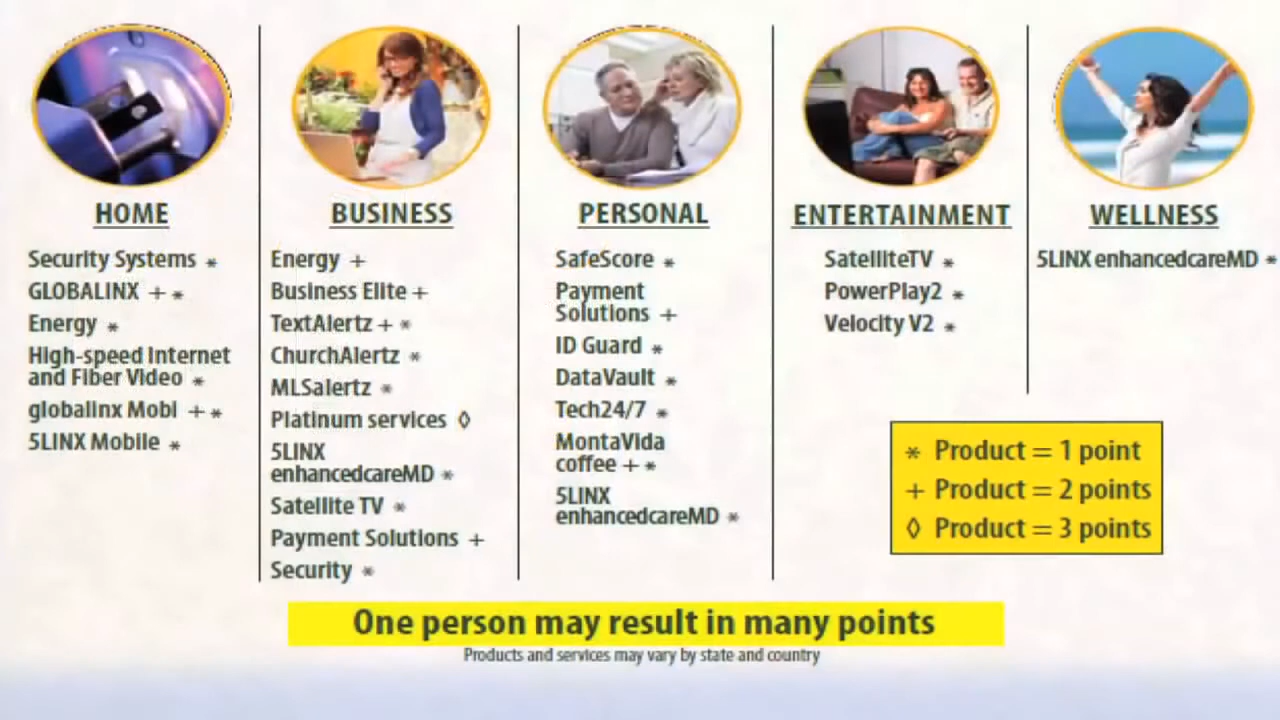 HOME
Security Systems *
GLOBALINX + *
Energy *
High-speed Internet
and Fiber Video *
globalinx Mobi + *
5LINX Mobile *
BUSINESS
Energy +
Business Elite +
TextAlertz + *
ChurchAlertz *
MLSalertz *
Platinum services ◊
5LINX
enhancedcareMD *
Satellite TV *
Payment Solutions +
Security *
PERSONAL
SafeScore *
Payment
Solutions +
ID Guard *
DataVault *
Tech24/7 *
MontaVida
coffee + *
5LINX
enhancedcareMD *
ENTERTAINMENT
SatelliteTV *
PowerPlay2 *
Velocity V2 *
WELLNESS
5LINX enhancedcareMD *
* Product = 1 point
+ Product = 2 points
◊ Product = 3 points
One person may result in many points
Products and services may vary by state and country